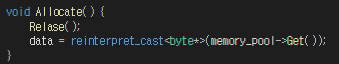 void Allocate() {
Relase();
data = reinterpret_cast<byte*>(memory_pool->Get());
}